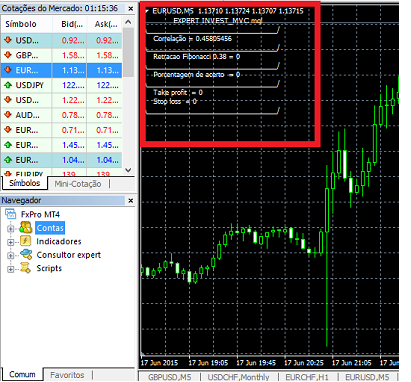 Cotações do Mercado: 01:15:36
Símbolo Bid(... Ask(...
USD... 0.92... 0.92...
GBP... 1.58... 1.58...
EUR... 1.13... 1.13...
USDJPY 122.... 122....
USD... 1.22... 1.22...
AUD... 0.78... 0.78...
EUR... 0.71... 0.71...
EUR... 1.45... 1.45...
EUR... 1.04... 1.04...
EURJPY 139.... 139....
Símbolos Mini-Cotação
Navegador
FxPro MT4
Contas
Indicadores
Consultor expert
Scripts
Comum Favoritos
EURUSD,M5 1.13710 1.13724 1.13707 1.13715
EXPERT INVEST_MVC mql
Correlação = 0.45805456
Retracao Fibonacci 0.38 = 0
Porcentagem de acerto = 0
Take profit = 0
Stop loss = 0
17 Jun 2015 17 Jun 19:05 17 Jun 19:45 17 Jun 20:25 17 Jun 21:05 17 Jun 21:45
GBPUSD,M5 USDCHF,Monthly EURCHF,H1 EURUSD,M5